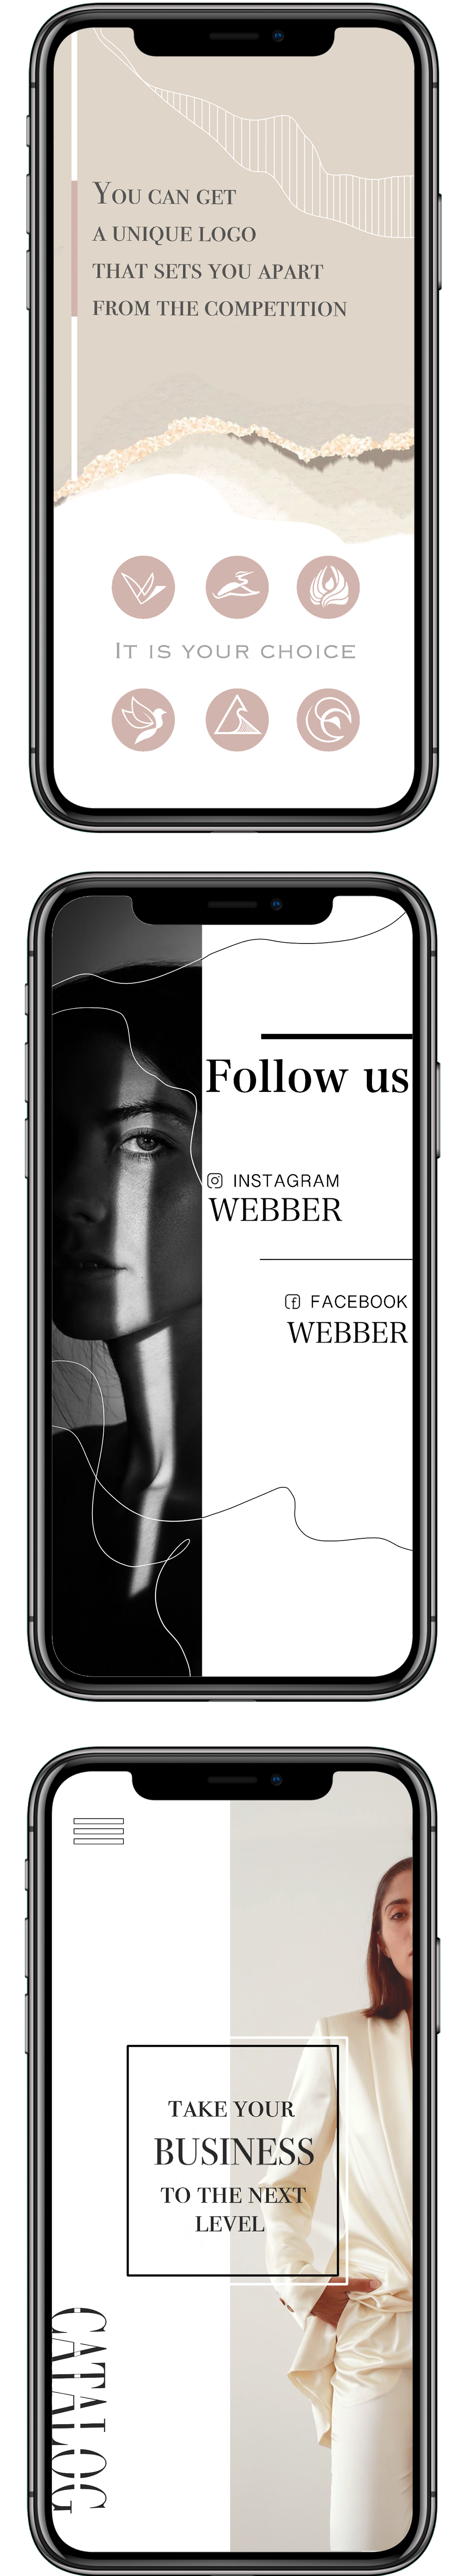 YOU CAN GET
A UNIQUE LOGO
THAT SETS YOU APART
FROM THE COMPETITION
IT IS YOUR CHOICE
Follow us
INSTAGRAM
WEBBER
FACEBOOK
WEBBER
TAKE YOUR
BUSINESS
TO THE NEXT
LEVEL
CATALOG
CATALOG